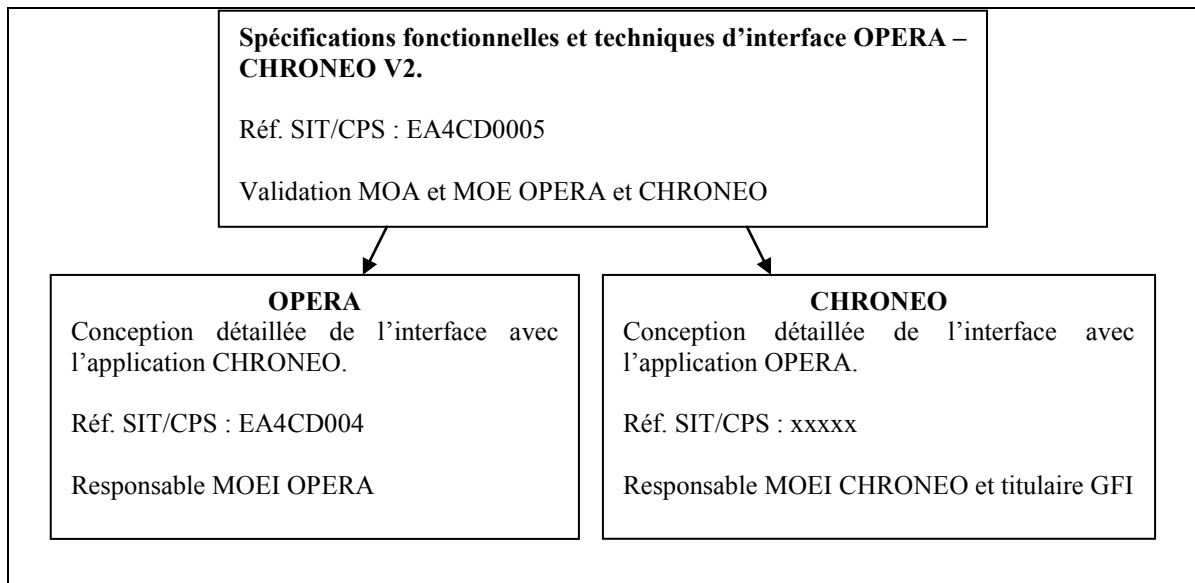 Spécifications fonctionnelles et techniques d’interface OPERA –
CHRONEO V2.
Réf. SIT/CPS : EA4CD0005
Validation MOA et MOE OPERA et CHRONEO
OPERA
Conception détaillée de l’interface avec
l’application CHRONEO.
Réf. SIT/CPS : EA4CD004
Responsable MOEI OPERA
CHRONEO
Conception détaillée de l’interface avec
l’application OPERA.
Réf. SIT/CPS : xxxxx
Responsable MOEI CHRONEO et titulaire GFI